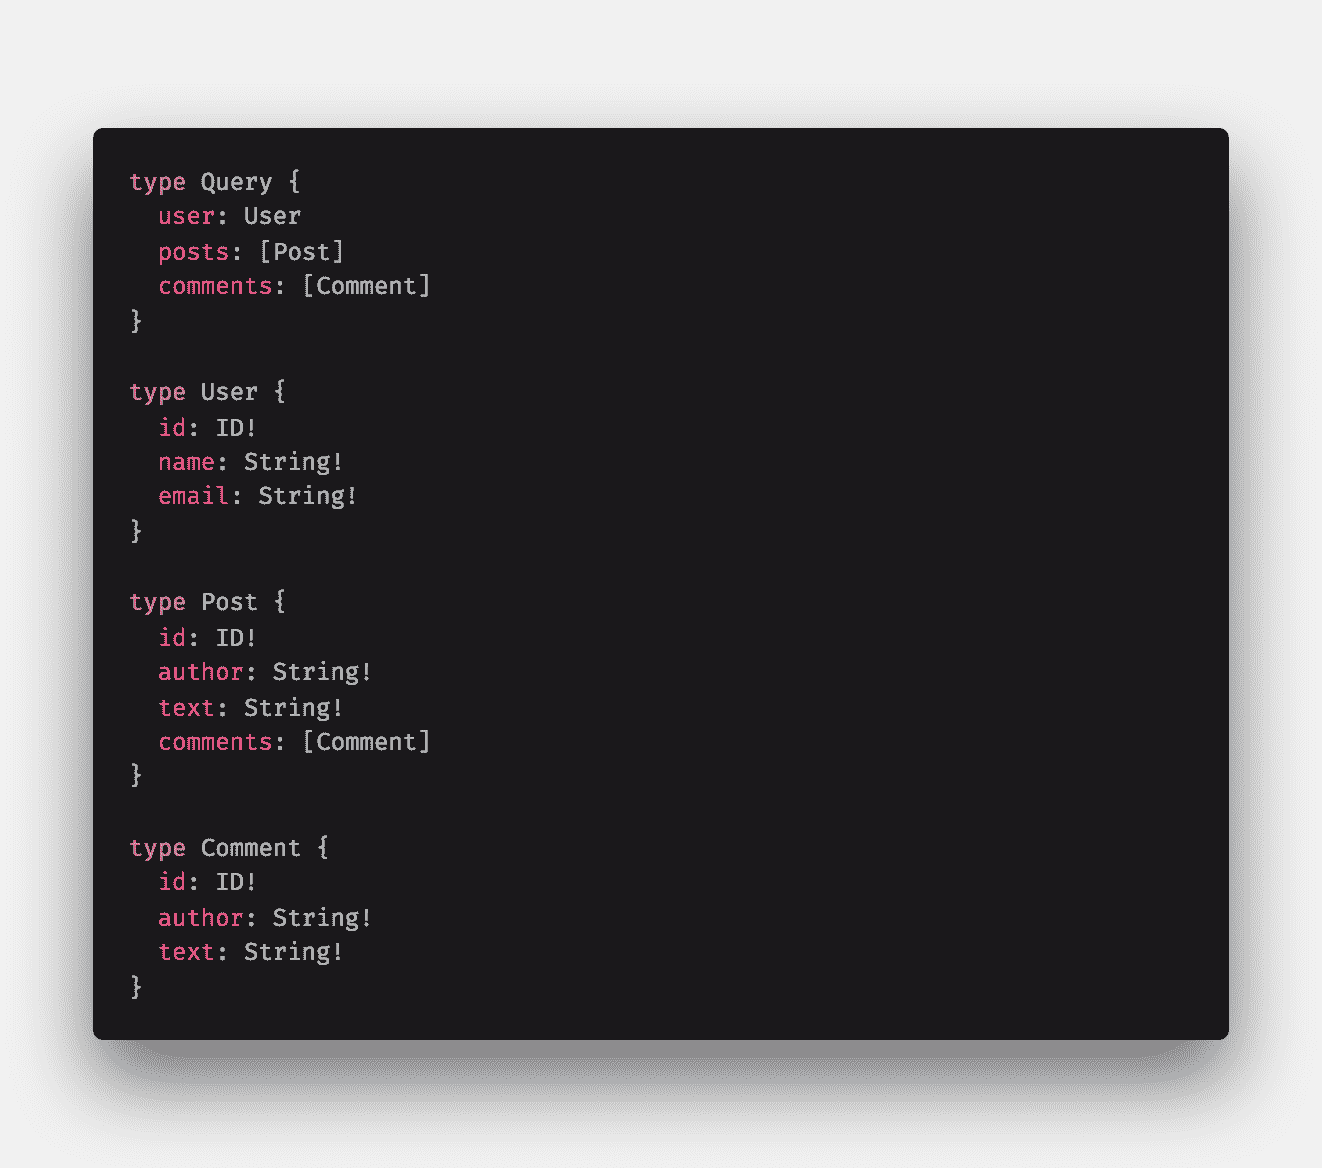 type Query {
  user: User
  posts: [Post]
  comments: [Comment]
}

type User {
  id: ID!
  name: String!
  email: String!
}

type Post {
  id: ID!
  author: String!
  text: String!
  comments: [Comment]
}

type Comment {
  id: ID!
  author: String!
  text: String!
}